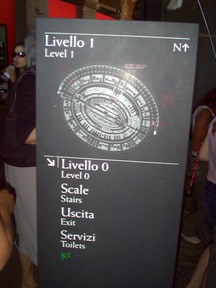 Livello 1
Level 1
N↑
↘ Livello 0
Level 0
Scale
Stairs
Uscita
Exit
Servizi
Toilets